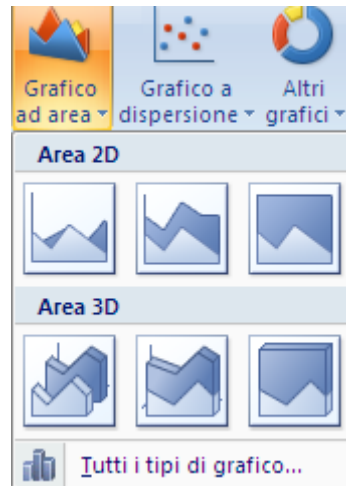 Grafico ad area
Grafico a dispersione
Altri grafici
Area 2D
Area 3D
Tutti i tipi di grafico...